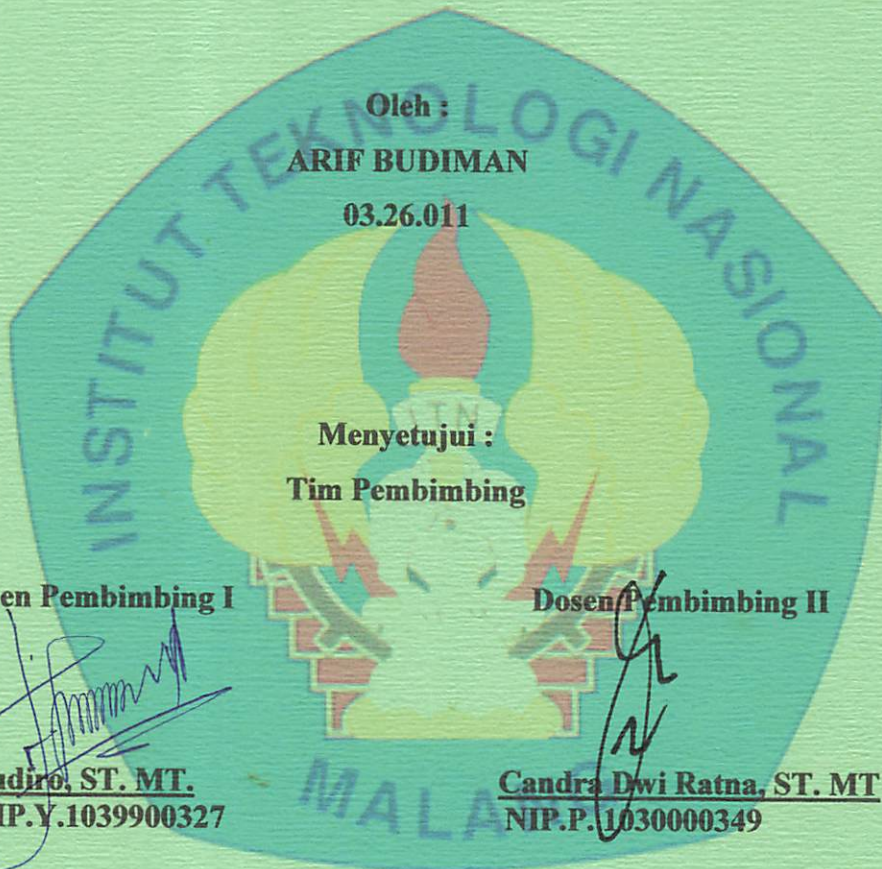 INSTITUT TEKNOLOGI NASIONAL
Oleh :
ARIF BUDIMAN
03.26.011
ITN
Menyetujui :
Tim Pembimbing
en Pembimbing I
Dosen Pembimbing II
udiro, ST. MT.
IP.Y.1039900327
Candra Dwi Ratna, ST. MT
NIP.P.1030000349
MALANG